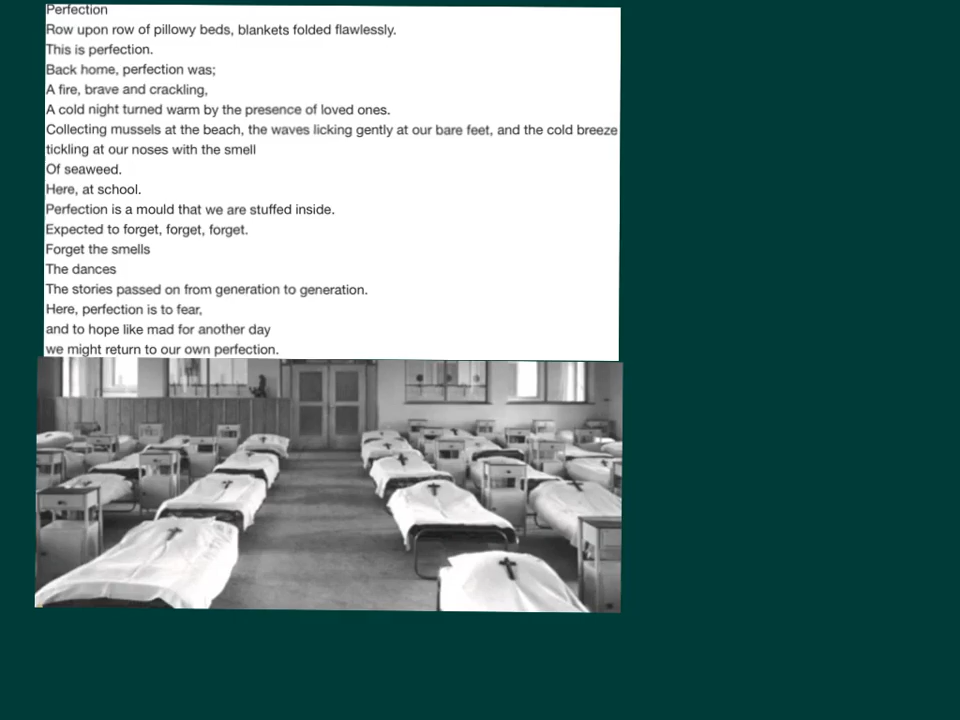 Perfection
Row upon row of pillowy beds, blankets folded flawlessly.
This is perfection.
Back home, perfection was;
A fire, brave and crackling,
A cold night turned warm by the presence of loved ones.
Collecting mussels at the beach, the waves licking gently at our bare feet, and the cold breeze
tickling at our noses with the smell
Of seaweed.
Here, at school.
Perfection is a mould that we are stuffed inside.
Expected to forget, forget, forget.
Forget the smells
The dances
The stories passed on from generation to generation.
Here, perfection is to fear,
and to hope like mad for another day
we might return to our own perfection.